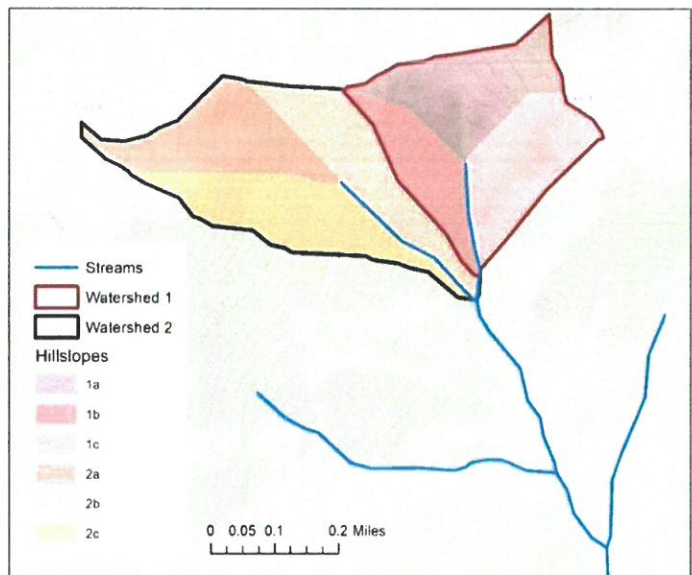 Streams
Watershed 1
Watershed 2
Hillslopes
1a
1b
1c
2a
2b
2c
0 0.05 0.1 0.2 Miles